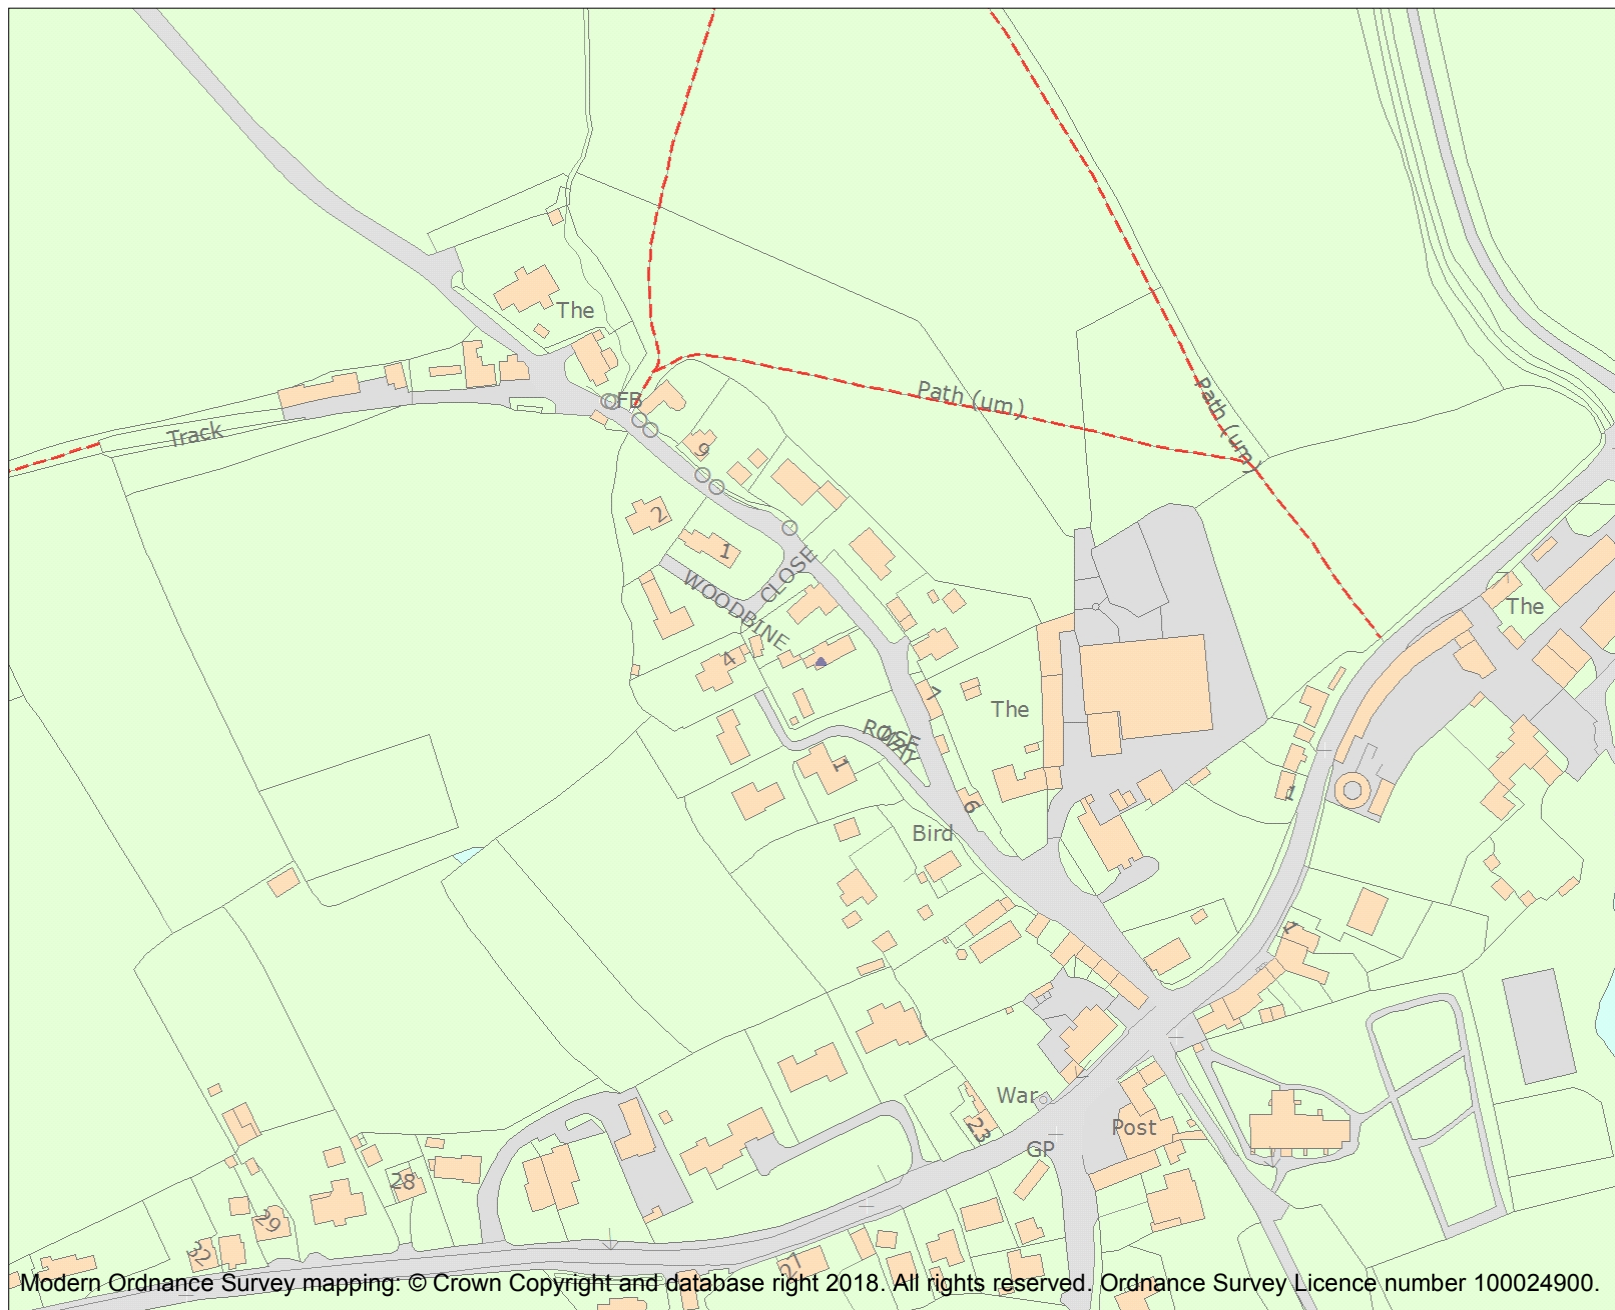 The
FB
Track
Path (um)
Path (um)
9
2
1
CLOSE
WOODBINE
4
The
7
The
ROSE
WAY
1
6
1
Bird
1
War
23
Post
GP
28
29
32
27
Modern Ordnance Survey mapping: © Crown Copyright and database right 2018. All rights reserved. Ordnance Survey Licence number 100024900.